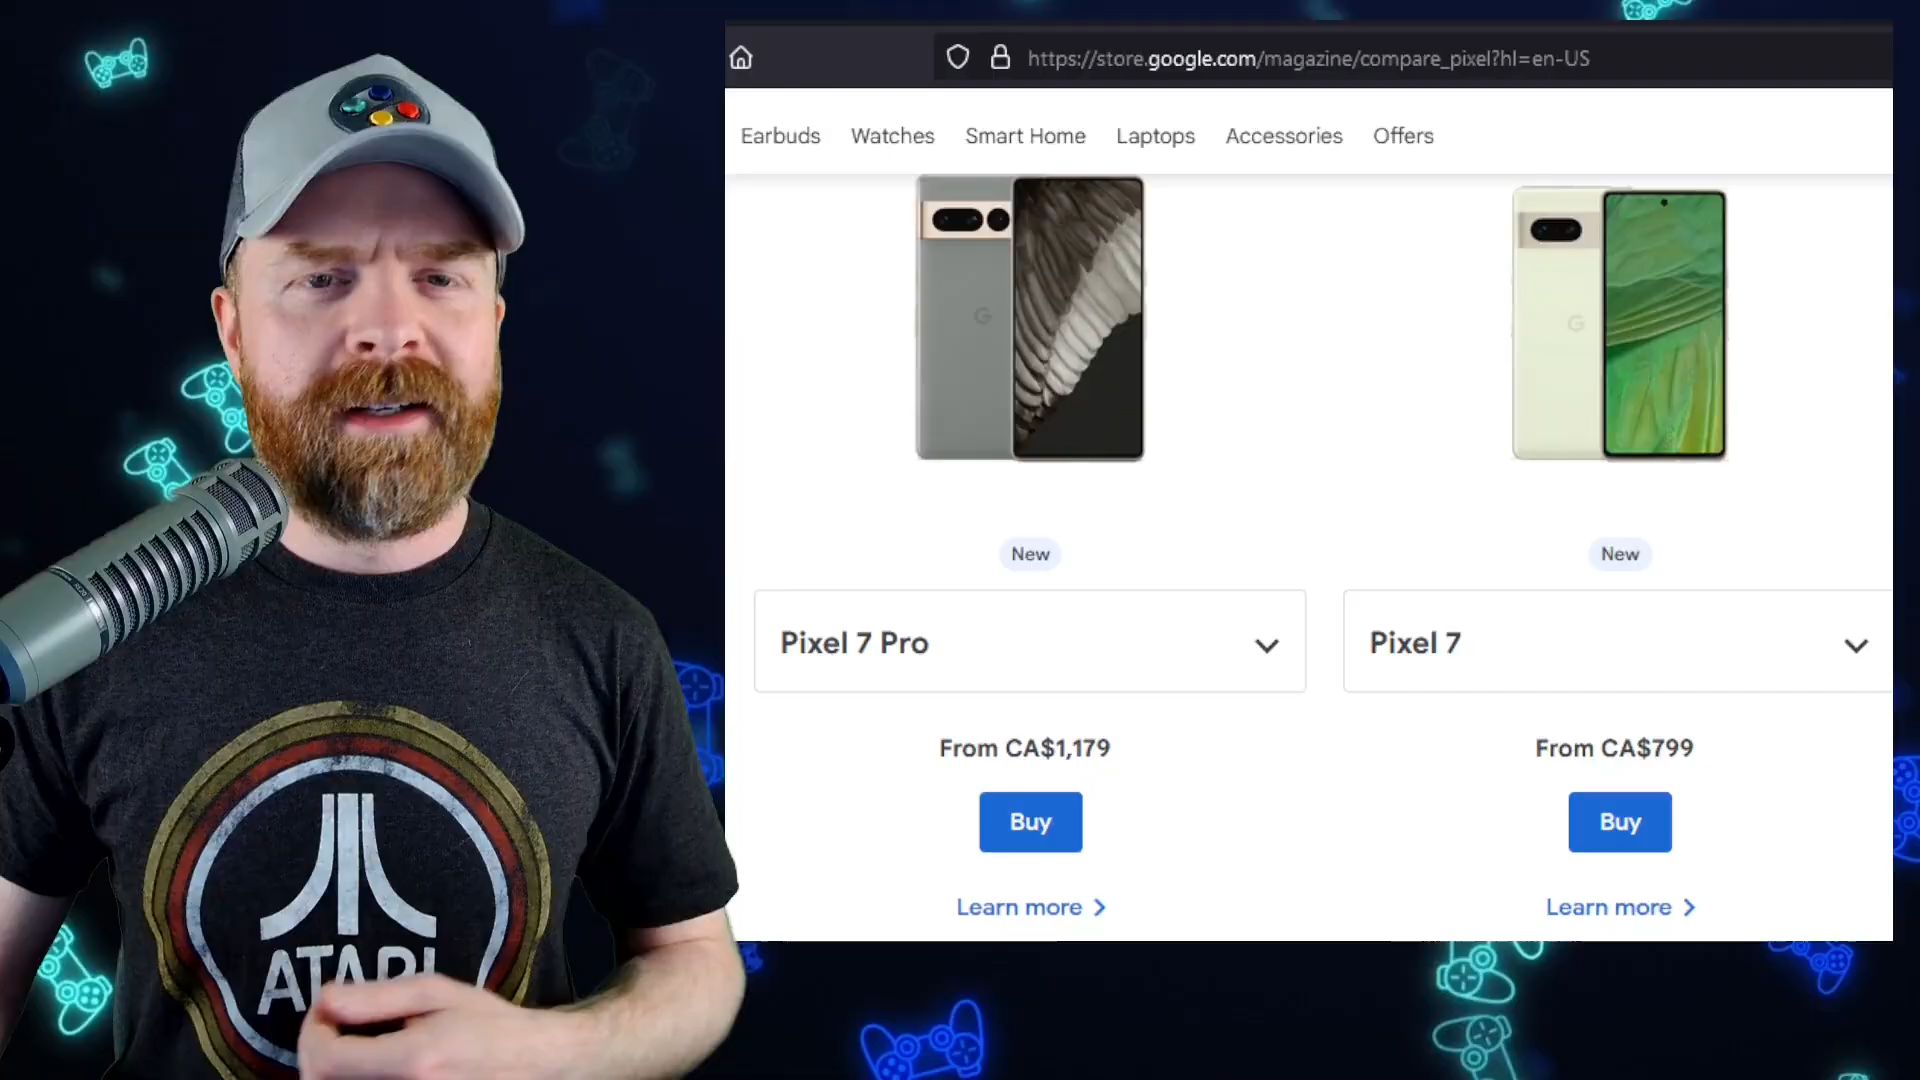 https://store.google.com/magazine/compare_pixel?hl=en-US
Earbuds Watches Smart Home Laptops Accessories Offers
G
G
New
New
Pixel 7 Pro
Pixel 7
From CA$1,179
From CA$799
Buy
Buy
Learn more
Learn more
ATARI